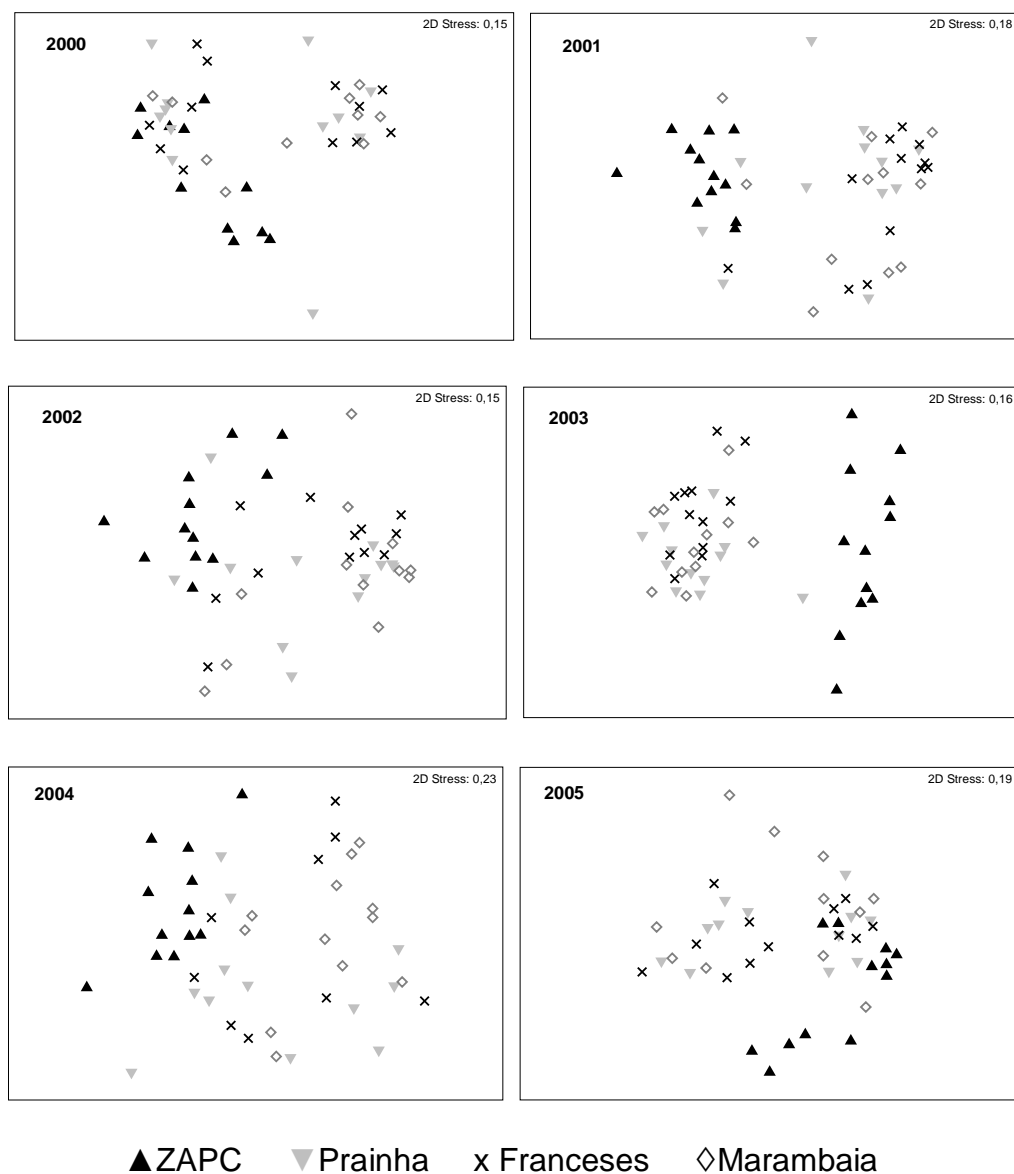 2D Stress: 0,15
2000
2D Stress: 0,18
2001
2D Stress: 0,15
2002
2D Stress: 0,16
2003
2D Stress: 0,23
2004
2D Stress: 0,19
2005
ZAPC Prainha x Franceses Marambaia